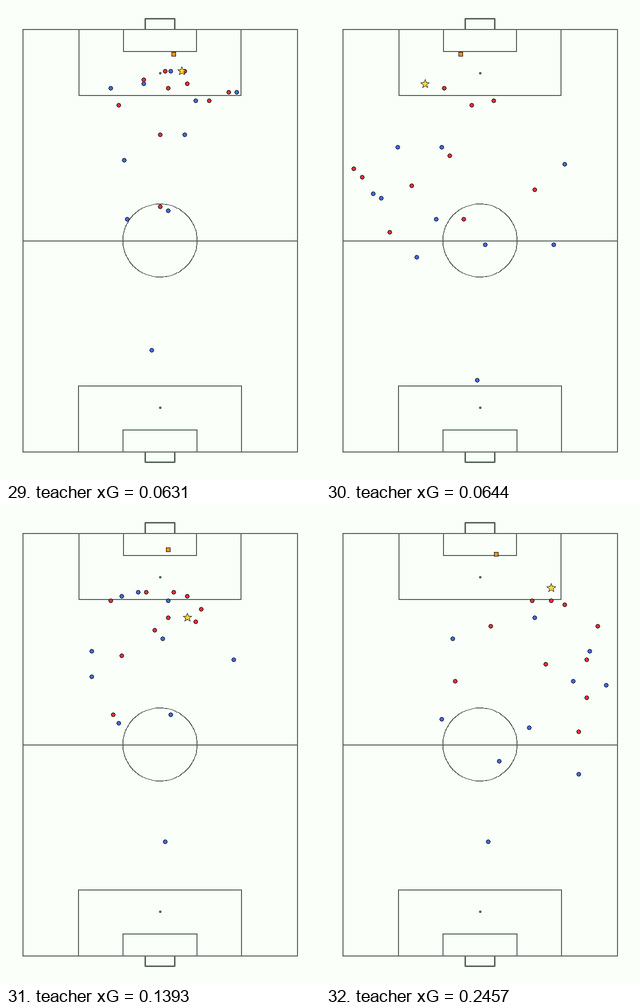 29. teacher xG = 0.0631
30. teacher xG = 0.0644
31. teacher xG = 0.1393
32. teacher xG = 0.2457